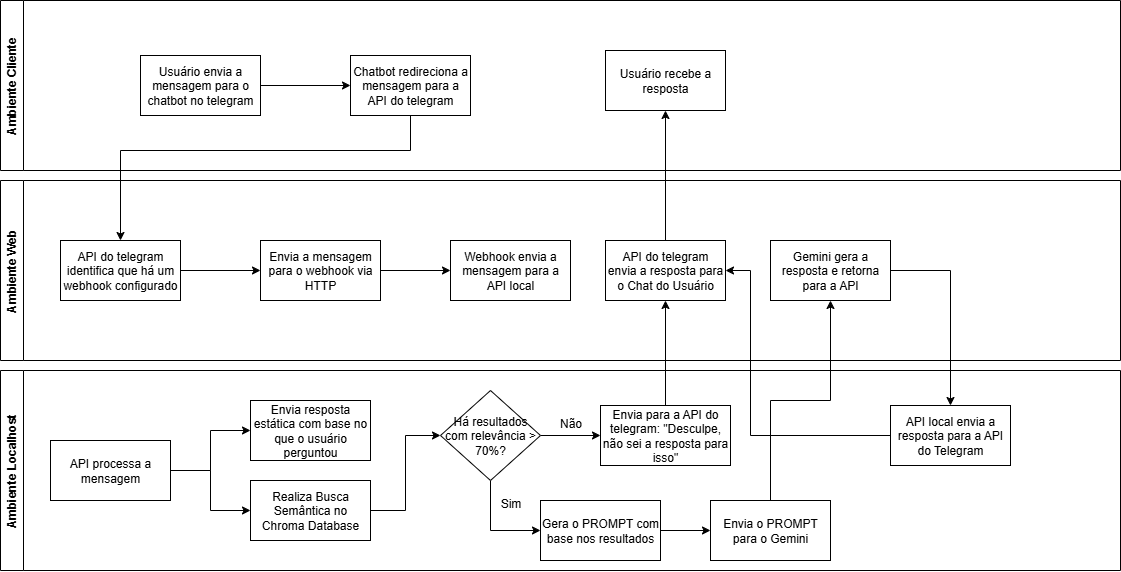 Ambiente Cliente
Usuário envia a
mensagem para o
chatbot no telegram
Chatbot redireciona a
mensagem para a
API do telegram
Usuário recebe a
resposta
Ambiente Web
API do telegram
identifica que há um
webhook configurado
Envia a mensagem
para o webhook via
HTTP
Webhook envia a
mensagem para a
API local
API do telegram
envia a resposta para
o Chat do Usuário
Gemini gera a
resposta e retorna
para a API
Ambiente Localhost
API processa a
mensagem
Envia resposta
estática com base no
que o usuário
perguntou
Realiza Busca
Semântica no
Chroma Database
Há resultados
com relevância >
70%?
Não
Sim
Envia para a API do
telegram: "Desculpe,
não sei a resposta para
isso"
Gera o PROMPT com
base nos resultados
Envia o PROMPT
para o Gemini
API local envia a
resposta para a API
do Telegram